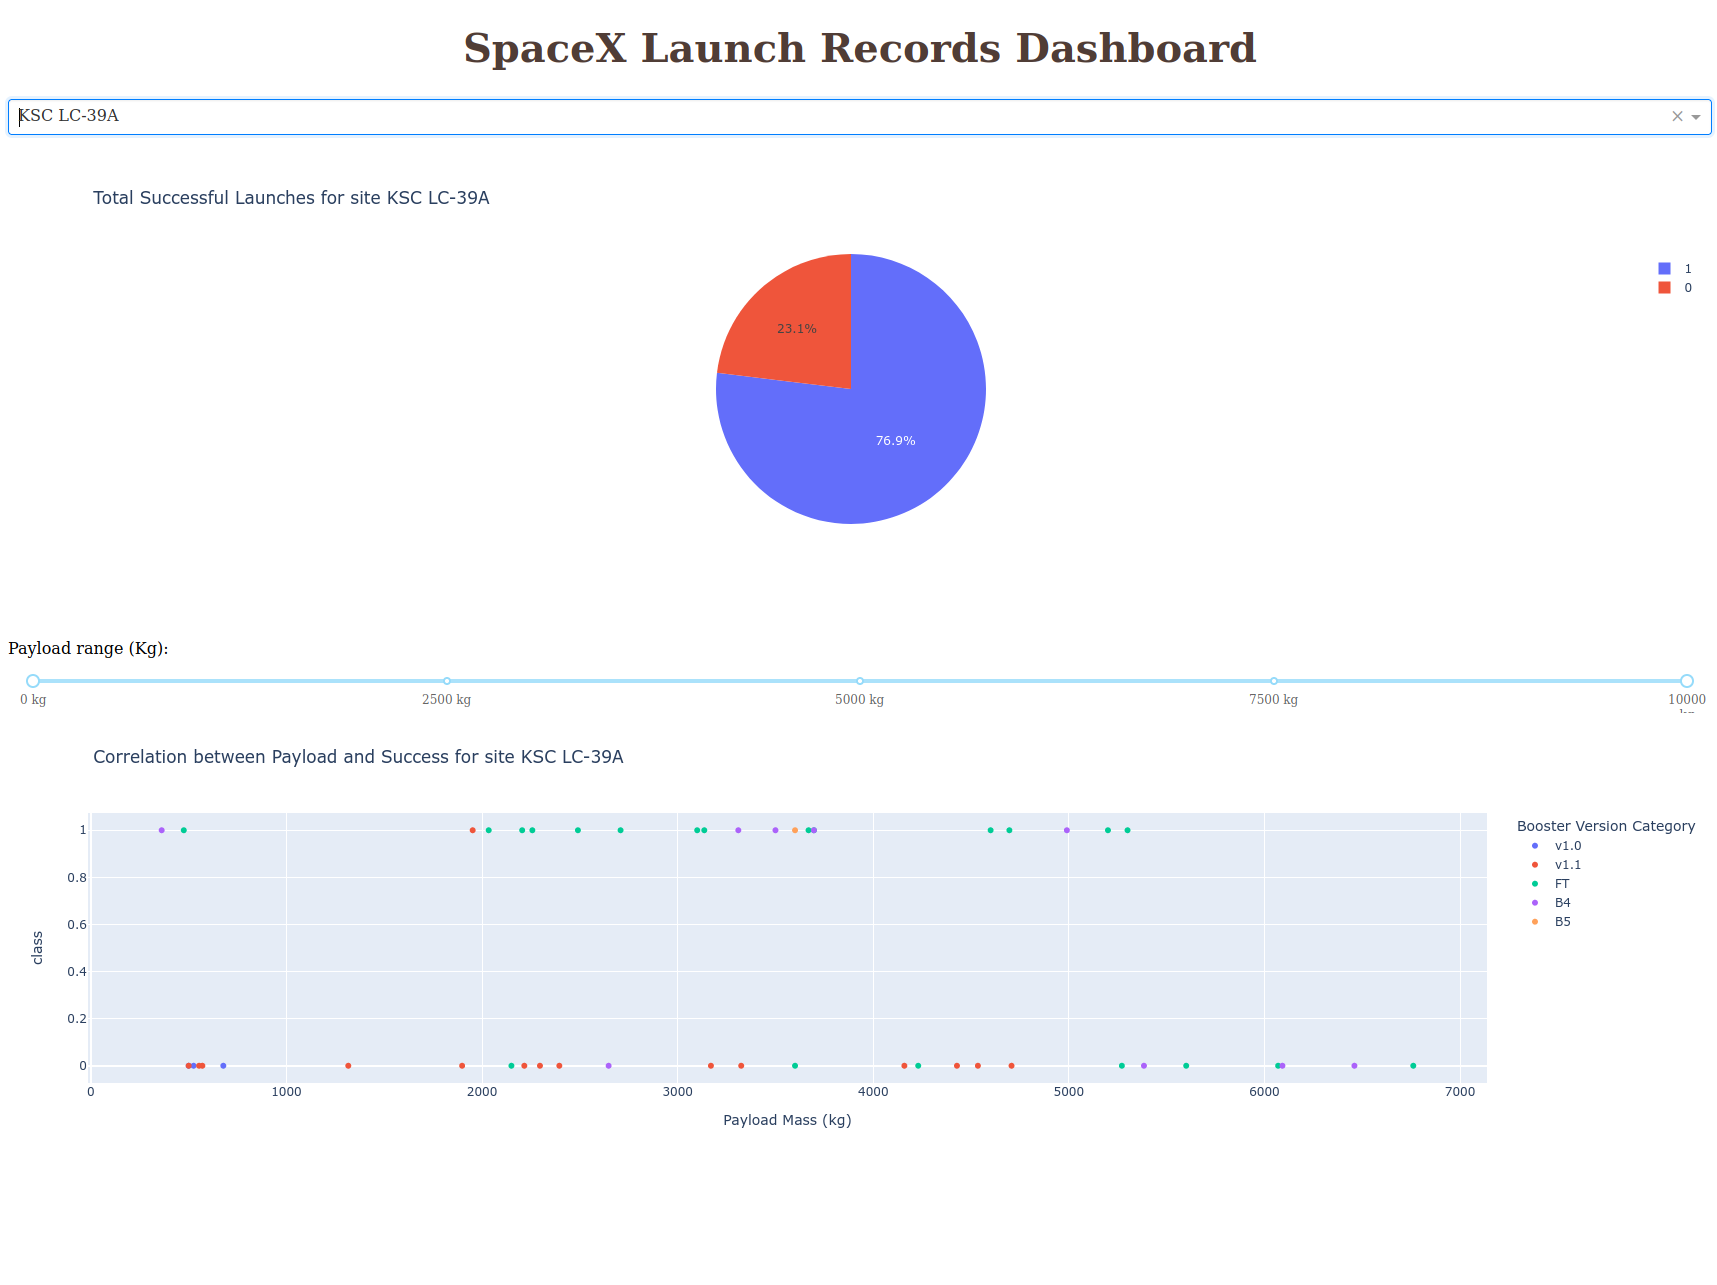 SpaceX Launch Records Dashboard
KSC LC-39A
Total Successful Launches for site KSC LC-39A
1
0
23.1%
76.9%
Payload range (Kg):
0 kg
2500 kg
5000 kg
7500 kg
10000
Correlation between Payload and Success for site KSC LC-39A
1
0.8
0.6
0.4
0.2
0
class
0
1000
2000
3000
4000
5000
6000
7000
Payload Mass (kg)
Booster Version Category
v1.0
v1.1
FT
B4
B5